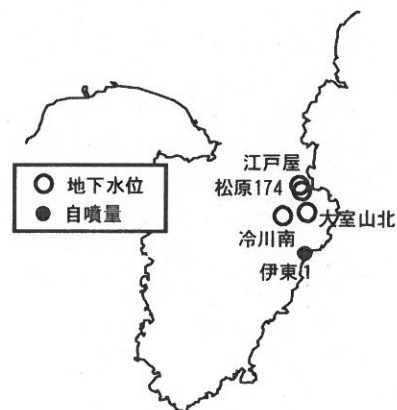 江戸屋
松原174
地下水位
自噴量
大室山北
冷川南
伊東1